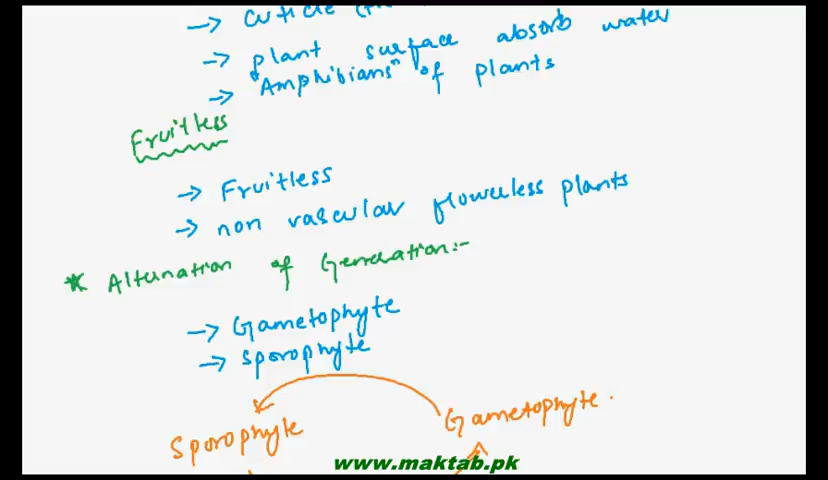 → cuticle
→ plant surface absorb water
→ "Amphibians" of plants
Fruitless
→ Fruitless
→ non vascular flowerless plants
* Alternation of Generation:-
→ Gametophyte
→ Sporophyte
Gametophyte.
Sporophyte
www.maktab.pk